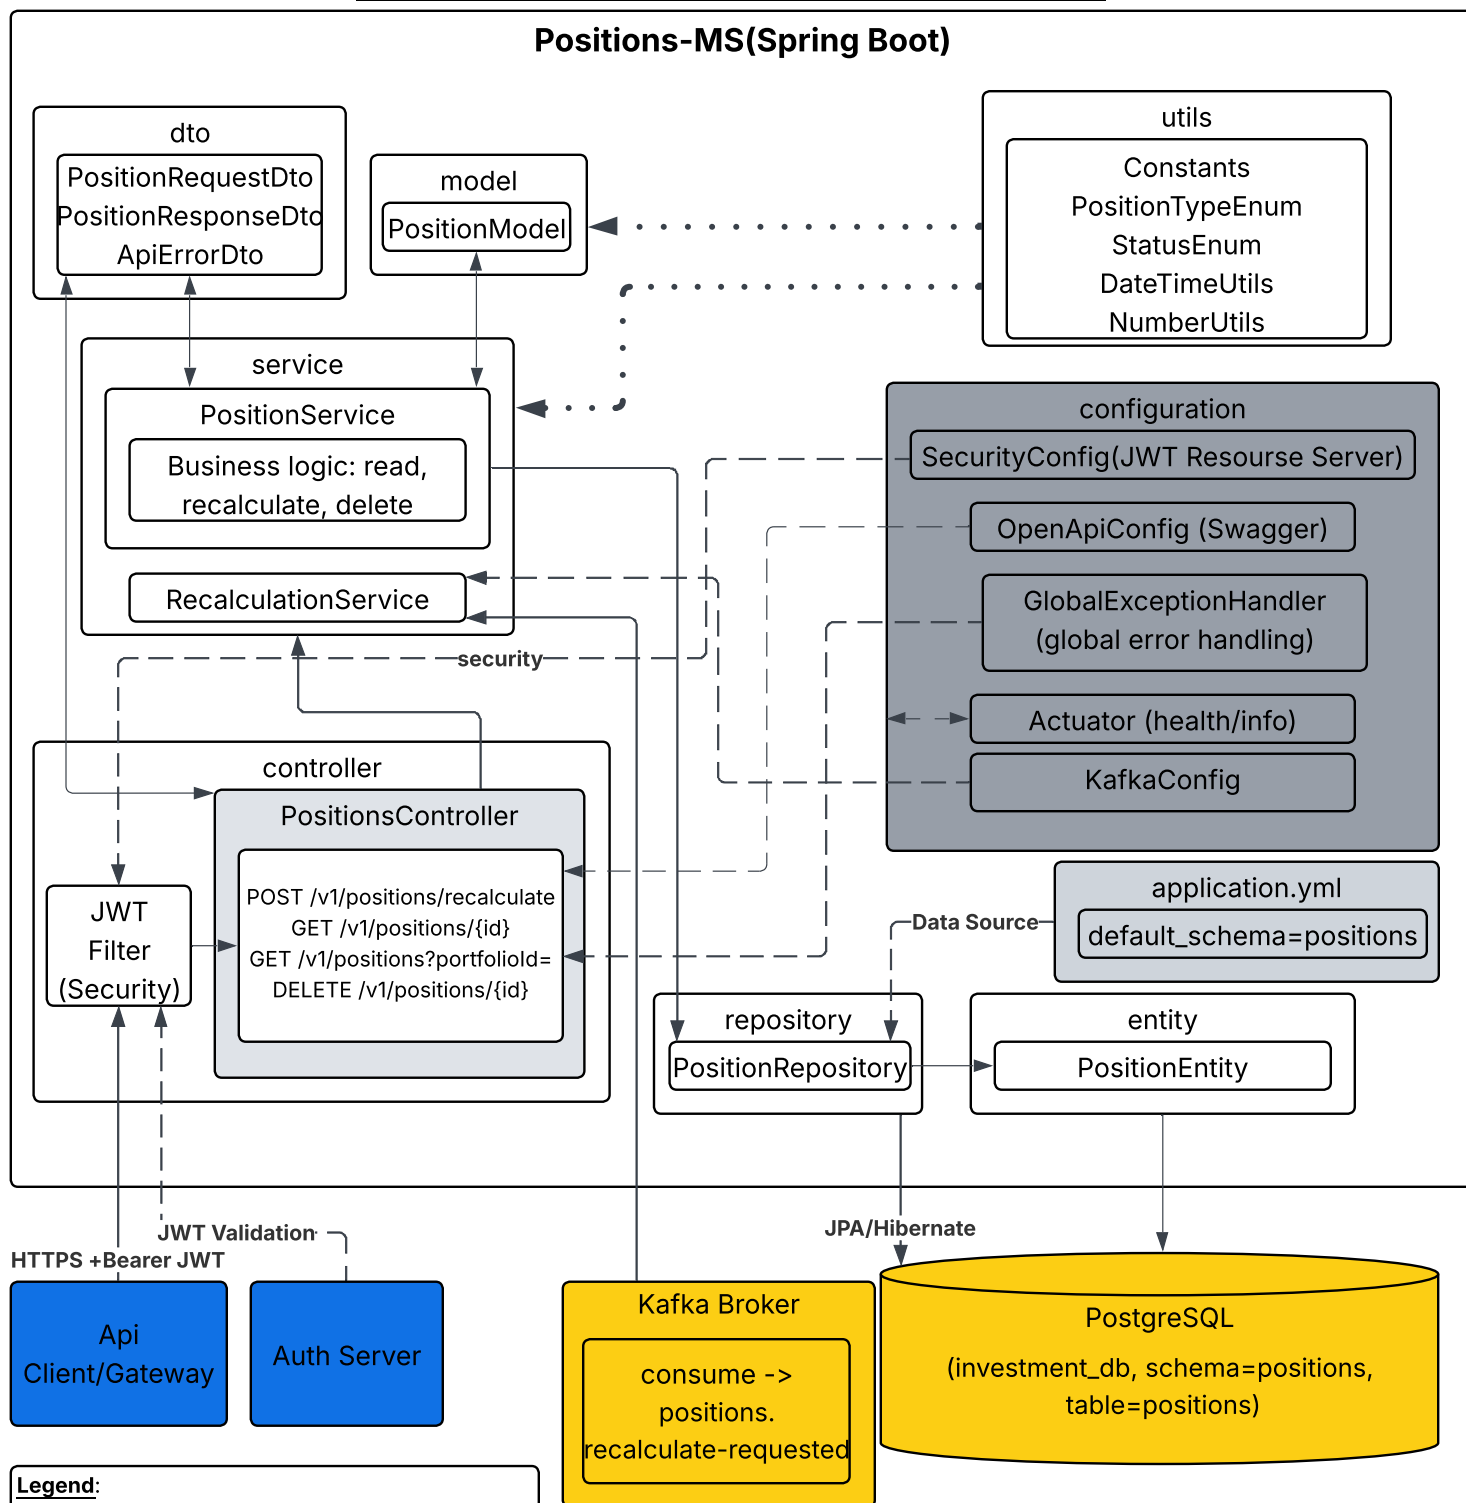 Positions-MS(Spring Boot)
dto
PositionRequestDto
PositionResponseDto
ApiErrorDto
model
PositionModel
utils
Constants
PositionTypeEnum
StatusEnum
DateTimeUtils
NumberUtils
service
PositionService
Business logic: read,
recalculate, delete
RecalculationService
configuration
SecurityConfig(JWT Resourse Server)
OpenApiConfig (Swagger)
GlobalExceptionHandler
(global error handling)
Actuator (health/info)
KafkaConfig
security
controller
PositionsController
POST /v1/positions/recalculate
GET /v1/positions/{id}
GET /v1/positions?portfolioId=
DELETE /v1/positions/{id}
JWT
Filter
(Security)
application.yml
default_schema=positions
Data Source
repository
PositionRepository
entity
PositionEntity
JWT Validation
HTTPS +Bearer JWT
JPA/Hibernate
Api
Client/Gateway
Auth Server
Kafka Broker
consume ->
positions.
recalculate-requested
PostgreSQL
(investment_db, schema=positions,
table=positions)
Legend: